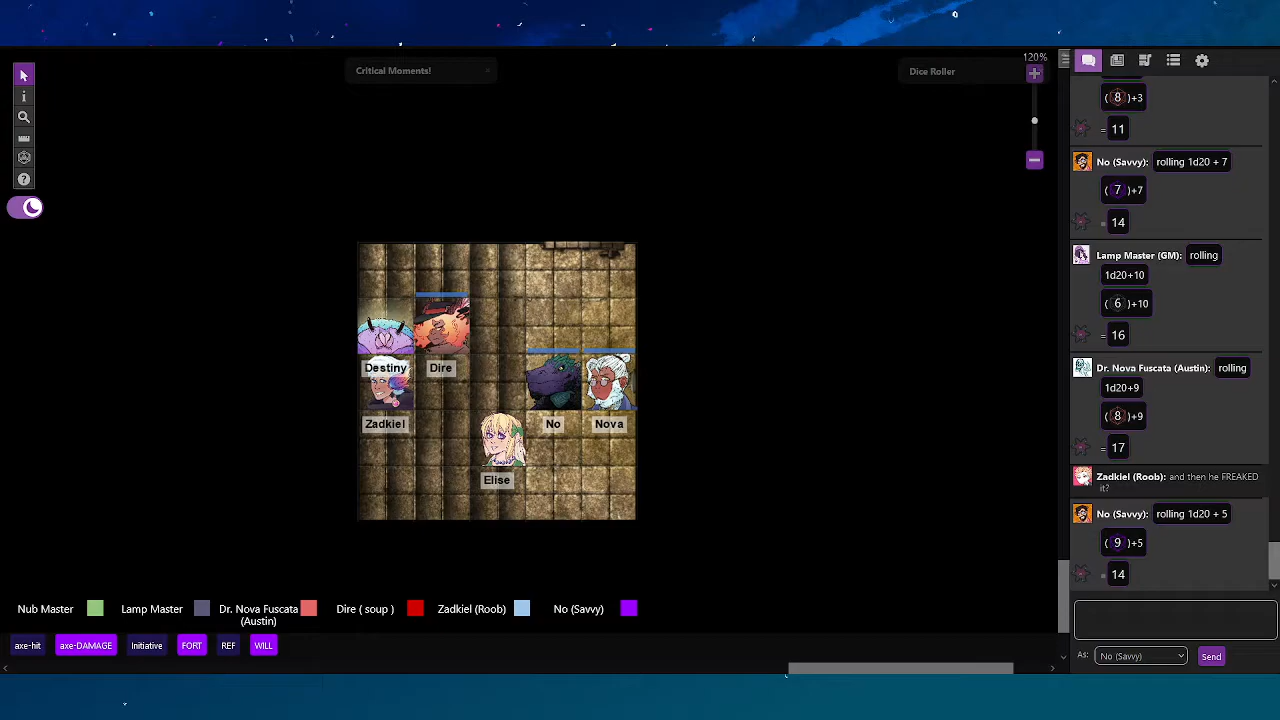 120%
Critical Moments!
Dice Roller
(8)+3
=11
No (Savvy): rolling 1d20 + 7
(7)+7
=14
Lamp Master (GM): rolling
1d20+10
(6)+10
=16
Dr. Nova Fuscata (Austin): rolling
1d20+9
(8)+9
=17
Zadkiel (Roob): and then he FREAKED
it?
No (Savvy): rolling 1d20 + 5
(9)+5
=14
Destiny
Dire
Zadkiel
No
Nova
Elise
Nub Master
Lamp Master
Dr. Nova Fuscata
(Austin)
Dire ( soup )
Zadkiel (Roob)
No (Savvy)
axe-hit
axe-DAMAGE
Initiative
FORT
REF
WILL
As:
No (Savvy)
Send